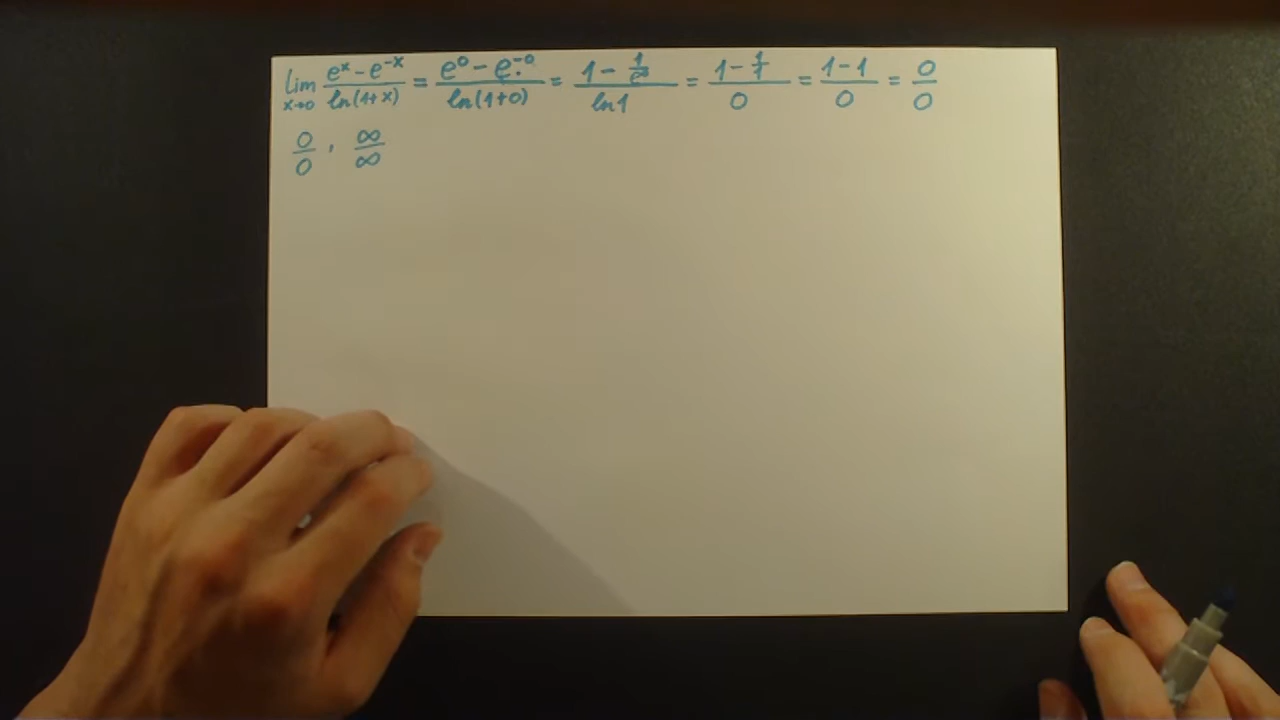 lim x→0 (e^x - e^-x)/(ln(1+x)) = (e^0 - e^-0)/(ln(1+0)) = (1 - 1/e^0)/(ln1) = (1 - 1/1)/0 = (1-1)/0 = 0/0
0/0 , ∞/∞